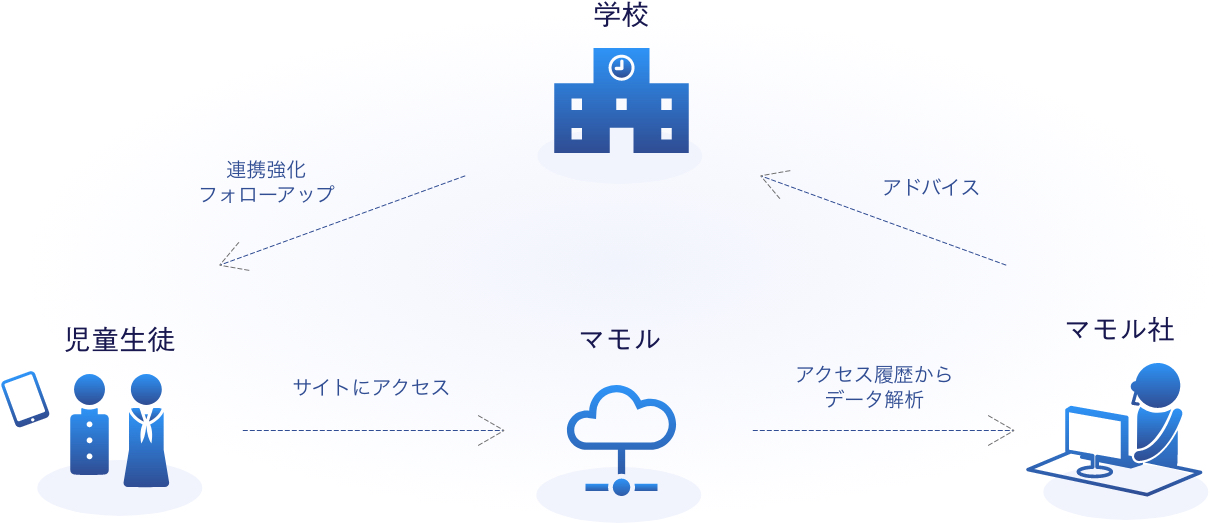 学校
連携強化
フォローアップ
アドバイス
児童生徒
マモル
マモル社
サイトにアクセス
アクセス履歴から
データ解析